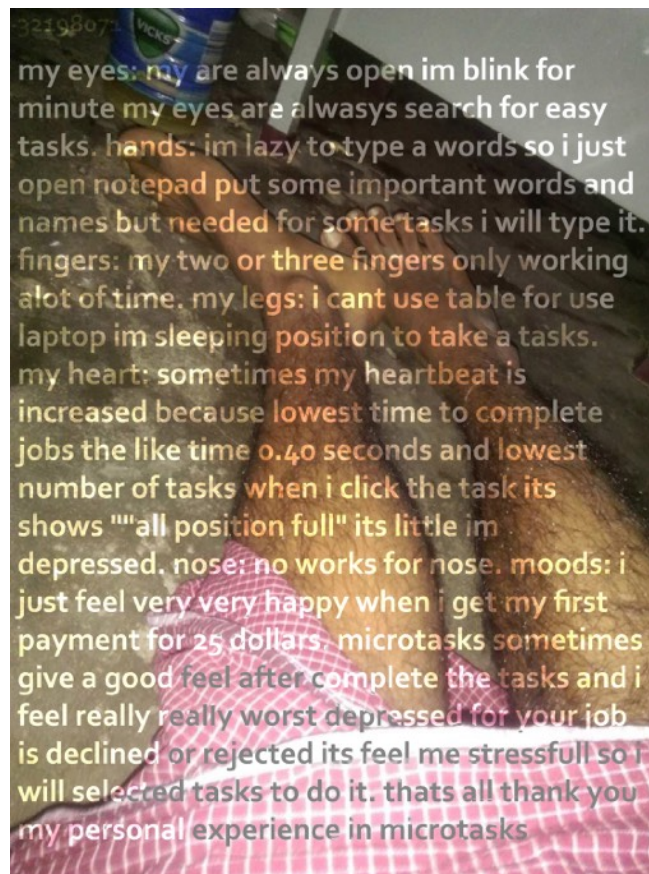 32198071
VICKS
my eyes: my are always open im blink for
minute my eyes are alwasys search for easy
tasks. hands: im lazy to type a words so i just
open notepad put some important words and
names but needed for some tasks i will type it.
fingers: my two or three fingers only working
alot of time. my legs: i cant use table for use
laptop im sleeping position to take a tasks.
my heart: sometimes my heartbeat is
increased because lowest time to complete
jobs the like time 0.40 seconds and lowest
number of tasks when i click the task its
shows ""all position full" its little im
depressed. nose: no works for nose. moods: i
just feel very very happy when i get my first
payment for 25 dollars. microtasks sometimes
give a good feel after complete the tasks and i
feel really really worst depressed for your job
is declined or rejected its feel me stressfull so i
will selected tasks to do it. thats all thank you
my personal experience in microtasks